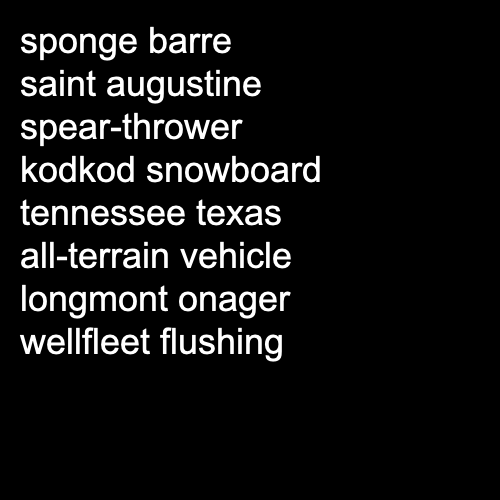 sponge barre
saint augustine
spear-thrower
kodkod snowboard
tennessee texas
all-terrain vehicle
longmont onager
wellfleet flushing